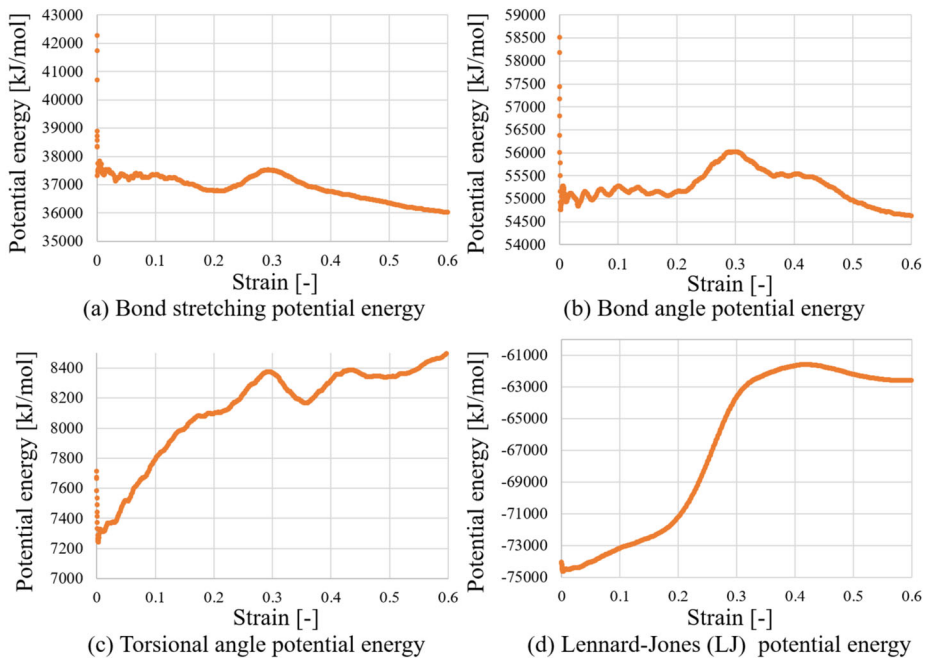 Potential energy [kJ/mol]
43000
42000
41000
40000
39000
38000
37000
36000
35000
0 0.1 0.2 0.3 0.4 0.5 0.6
Strain [-]
(a) Bond stretching potential energy
Potential energy [kJ/mol]
59000
58500
58000
57500
57000
56500
56000
55500
55000
54500
54000
0 0.1 0.2 0.3 0.4 0.5 0.6
Strain [-]
(b) Bond angle potential energy
Potential energy [kJ/mol]
8400
8200
8000
7800
7600
7400
7200
7000
0 0.1 0.2 0.3 0.4 0.5 0.6
Strain [-]
(c) Torsional angle potential energy
Potential energy [kJ/mol]
-61000
-63000
-65000
-67000
-69000
-71000
-73000
-75000
0 0.1 0.2 0.3 0.4 0.5 0.6
Strain [-]
(d) Lennard-Jones (LJ) potential energy